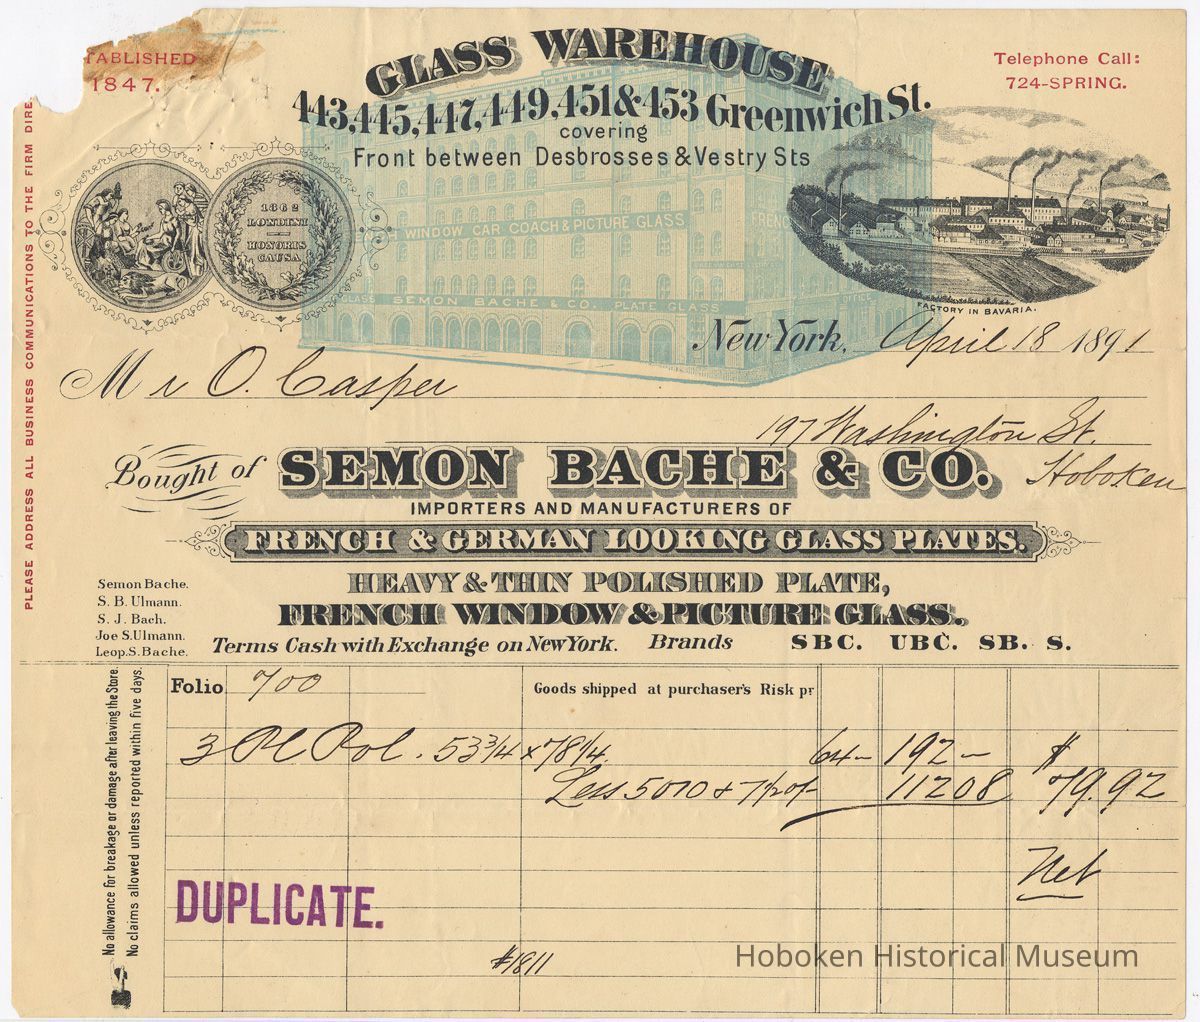 TABLISHED
1847.
GLASS WAREHOUSE
443, 445, 447, 449, 451 & 453 Greenwich St.
covering
Front between Desbrosses & Vestry Sts
Telephone Call:
724-SPRING.
1862
LONDINI
HONORIS
CAUSA
WINDOW CAR COACH & PICTURE GLASS
FRENCH
GLASS SEMON BACHE & CO. PLATE GLASS
OFFICE
FACTORY IN BAVARIA.
New York, April 18 1891
Mr O. Casper
197 Washington St.
Hoboken
Bought of SEMON BACHE & CO.
IMPORTERS AND MANUFACTURERS OF
FRENCH & GERMAN LOOKING GLASS PLATES.
HEAVY & THIN POLISHED PLATE,
FRENCH WINDOW & PICTURE GLASS.
Terms Cash with Exchange on New York. Brands SBC. UBC. SB. S.
Semon Bache.
S. B. Ulmann.
S. J. Bach.
Joe S. Ulmann.
Leop. S. Bache.
PLEASE ADDRESS ALL BUSINESS COMMUNICATIONS TO THE FIRM DIRE
No allowance for breakage or damage after leaving the Store.
No claims allowed unless reported within five days.
Folio 700 Goods shipped at purchaser's Risk pr
3 Pl Pol. 53 3/4 x 78 1/4. 64- 192- $
Less 50 10 & 7 1/2 o/- 11208 79.92
Net
DUPLICATE.
#1811
Hoboken Historical Museum